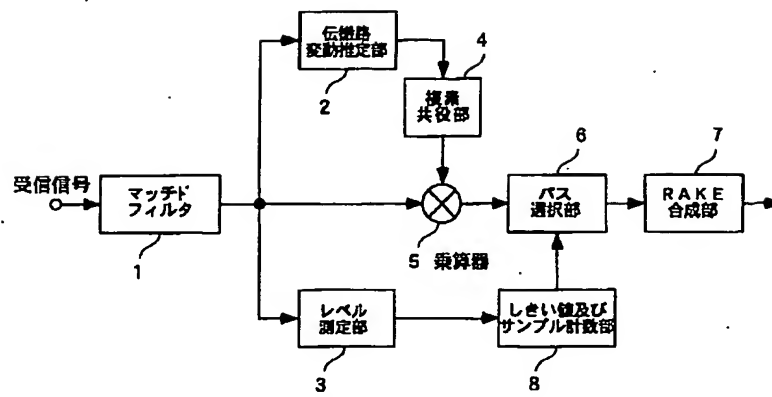 伝搬路
変動推定部
2
4
複素
共役部
6
7
受信信号
マッチド
フィルタ
1
5 乗算器
パス
選択部
RAKE
合成部
レベル
測定部
3
しきい値及び
サンプル計数部
8